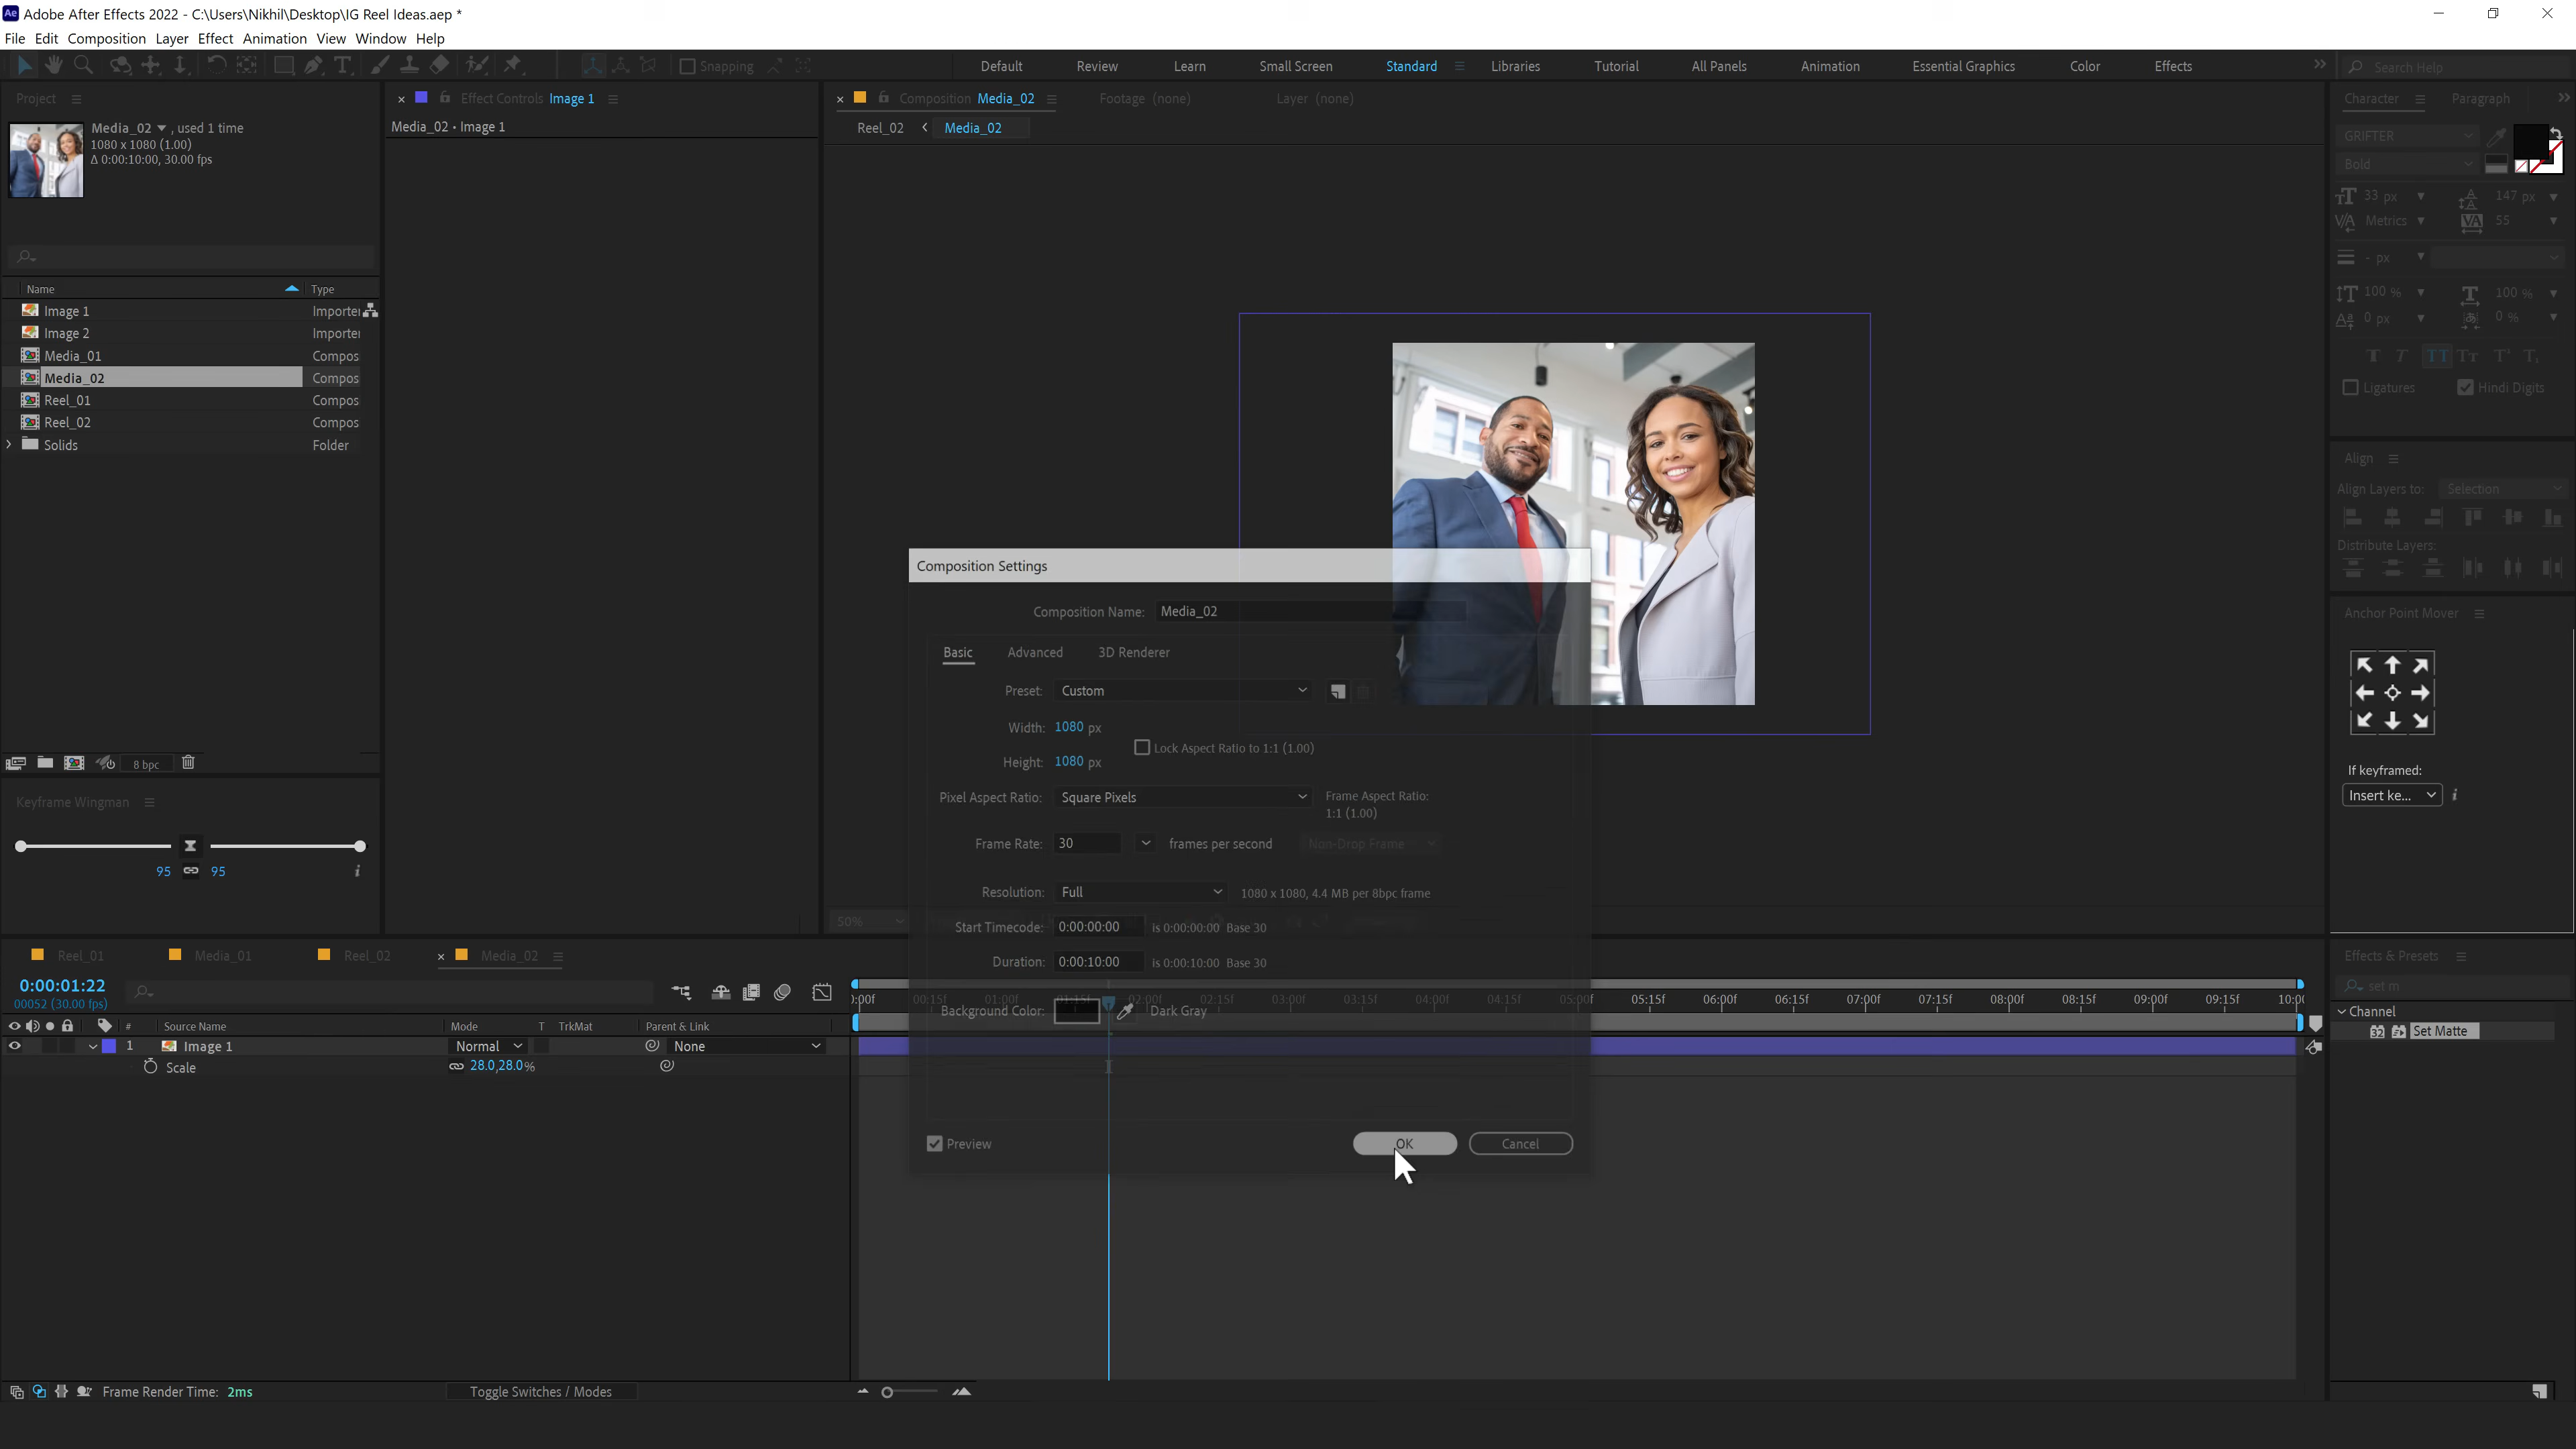 Adobe After Effects 2022 - C:\Users\Nikhil\Desktop\IG Reel Ideas.aep *
File Edit Composition Layer Effect Animation View Window Help
Snapping Default Review Learn Small Screen Standard Libraries Tutorial All Panels Animation Essential Graphics Color Effects Search Help
Project
Media_02 , used 1 time
1080 x 1080 (1.00)
Δ 0:00:10:00, 30.00 fps
Name Type
Image 1 Importer
Image 2 Importer
Media_01 Compos
Media_02 Compos
Reel_01 Compos
Reel_02 Compos
Solids Folder
8 bpc
Keyframe Wingman
95 95
Effect Controls Image 1
Media_02 • Image 1
Composition Media_02 Footage (none) Layer (none)
Reel_02 Media_02
50%
Composition Settings
Composition Name: Media_02
Basic Advanced 3D Renderer
Preset: Custom
Width: 1080 px
Lock Aspect Ratio to 1:1 (1.00)
Height: 1080 px
Pixel Aspect Ratio: Square Pixels Frame Aspect Ratio:
1:1 (1.00)
Frame Rate: 30 frames per second Non-Drop Frame
Resolution: Full 1080 x 1080, 4.4 MB per 8bpc frame
Start Timecode: 0:00:00:00 is 0:00:00:00 Base 30
Duration: 0:00:10:00 is 0:00:10:00 Base 30
Background Color: Dark Gray
Preview OK Cancel
Character Paragraph
GRIFTER
Bold
33 px 147 px
Metrics 55
- px
100 % 100 %
0 px 0 %
Ligatures Hindi Digits
Align
Align Layers to: Selection
Distribute Layers:
Anchor Point Mover
If keyframed:
Insert ke...
Effects & Presets
set m
Channel
32 Set Matte
Reel_01 Media_01 Reel_02 Media_02
0:00:01:22
00052 (30.00 fps)
:00f 00:15f 01:00f 01:15f 02:00f 02:15f 03:00f 03:15f 04:00f 04:15f 05:00f 05:15f 06:00f 06:15f 07:00f 07:15f 08:00f 08:15f 09:00f 09:15f 10:0
# Source Name Mode T TrkMat Parent & Link
1 Image 1 Normal None
Scale 28.0,28.0%
Frame Render Time: 2ms Toggle Switches / Modes